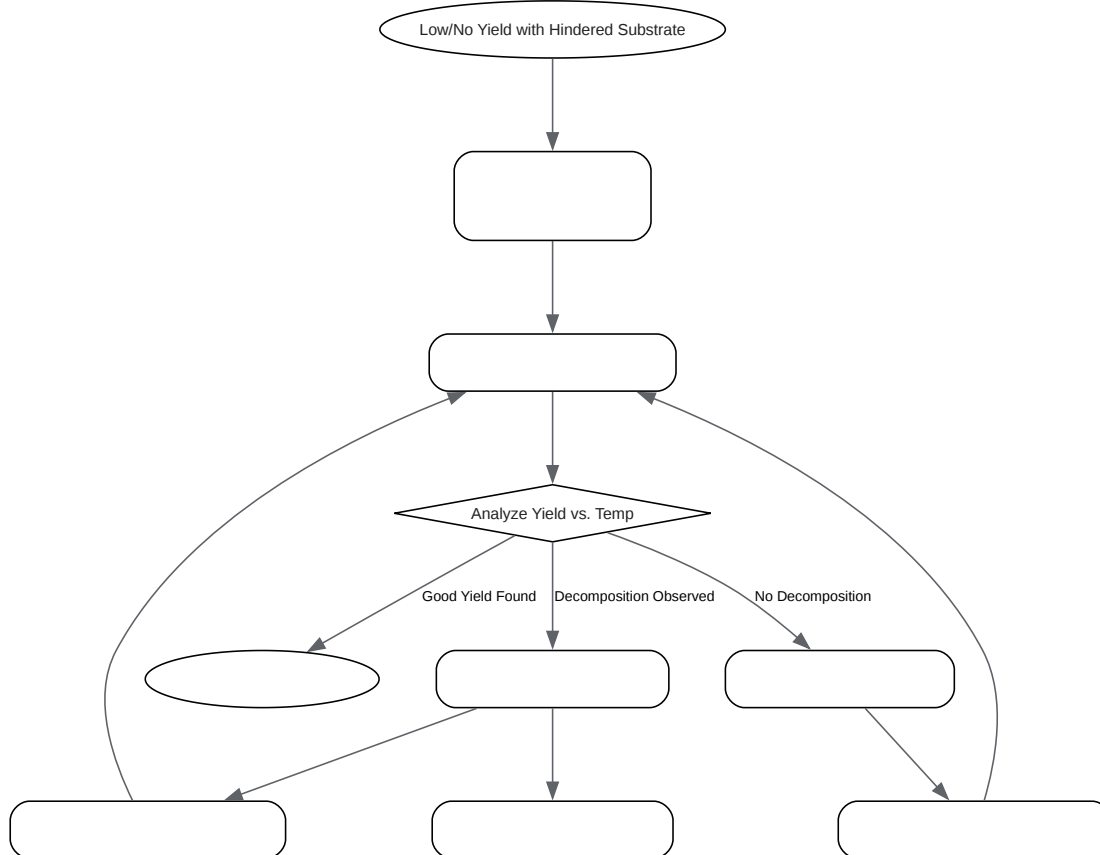 Low/No Yield with Hindered Substrate
Analyze Yield vs. Temp
Good Yield Found
Decomposition Observed
No Decomposition